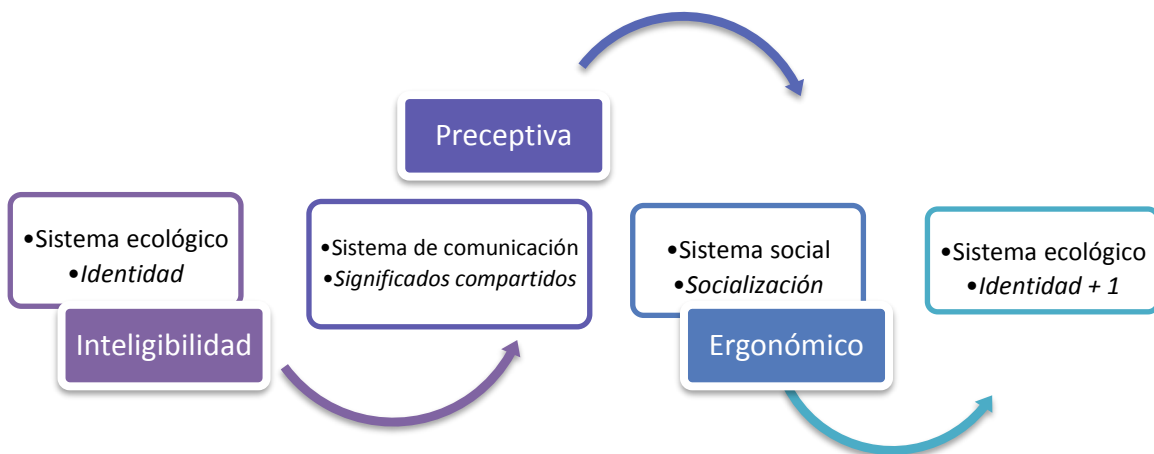 Preceptiva
•Sistema ecológico
•Identidad
Inteligibilidad
•Sistema de comunicación
•Significados compartidos
•Sistema social
•Socialización
Ergonómico
•Sistema ecológico
•Identidad + 1